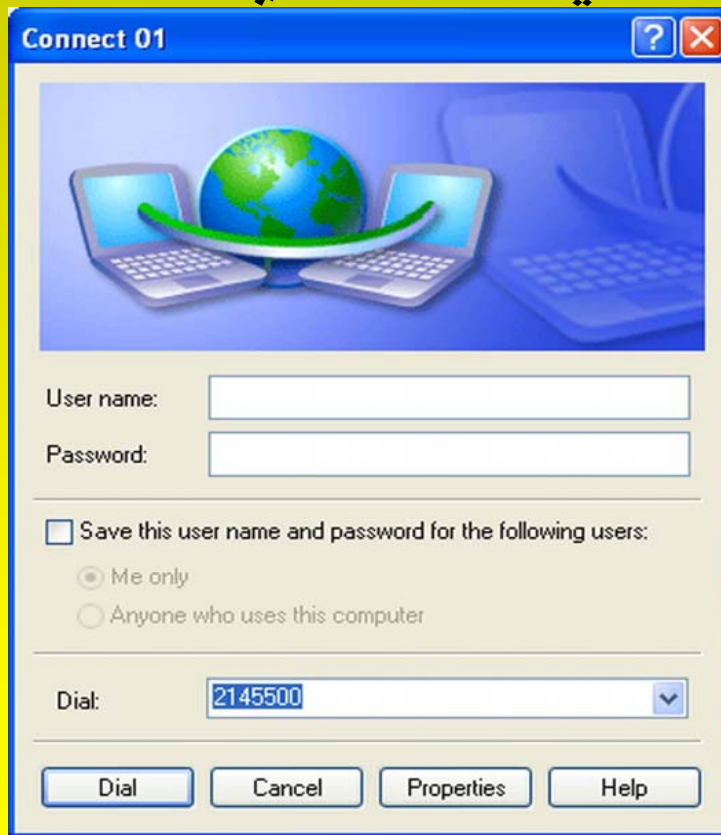 Connect 01
User name:
Password:
Save this user name and password for the following users:
Me only
Anyone who uses this computer
Dial: 2145500
Dial Cancel Properties Help